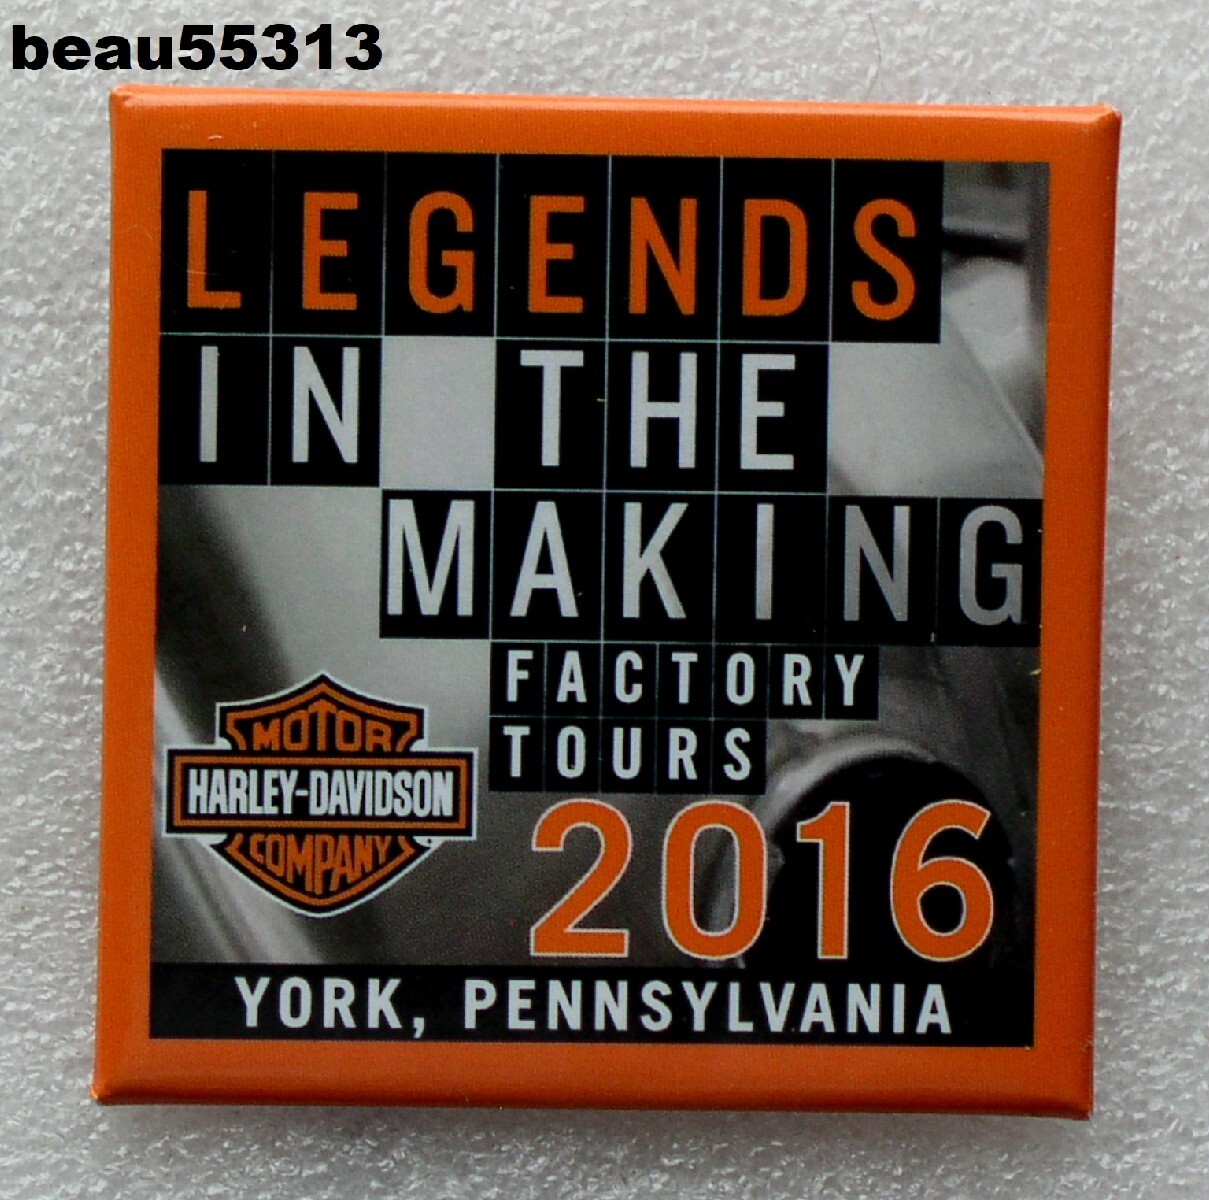 beau55313
LEGENDS
IN THE
MAKING
FACTORY
TOURS
MOTOR
HARLEY-DAVIDSON
COMPANY
2016
YORK, PENNSYLVANIA